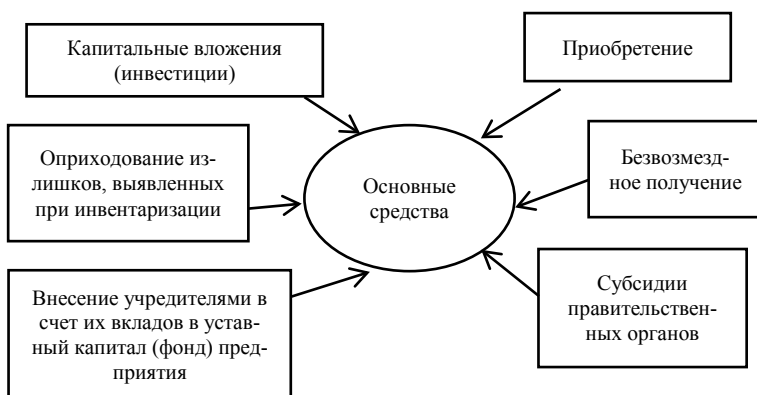 Капитальные вложения
(инвестиции)
Приобретение
Оприходование из-
лишков, выявленных
при инвентаризации
Основные
средства
Безвозмезд-
ное получение
Внесение учредителями в
счет их вкладов в устав-
ный капитал (фонд) пред-
приятия
Субсидии
правительствен-
ных органов